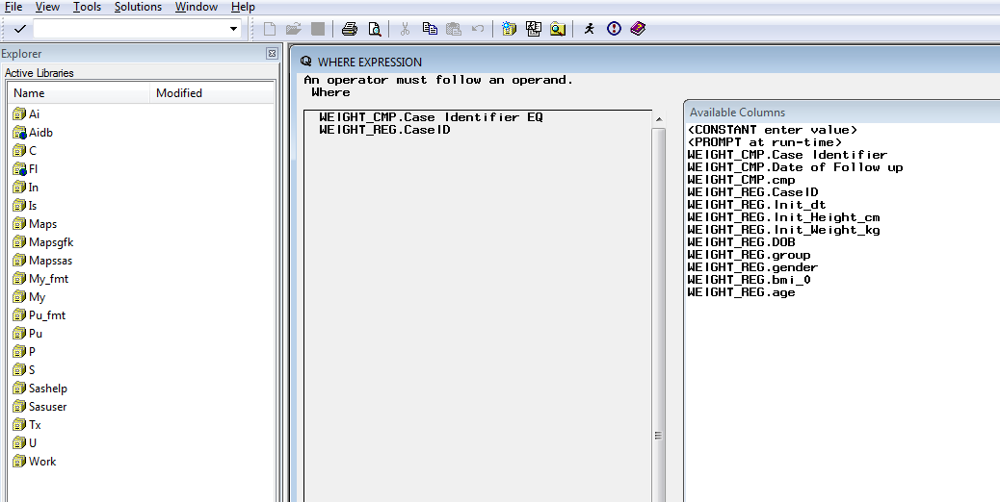 File View Tools Solutions Window Help
Explorer
Active Libraries
Name Modified
Ai
Aidb
C
Fl
In
Is
Maps
Mapsgfk
Mapssas
My_fmt
My
Pu_fmt
Pu
P
S
Sashelp
Sasuser
Tx
U
Work
WHERE EXPRESSION
An operator must follow an operand.
Where
WEIGHT_CMP.Case Identifier EQ
WEIGHT_REG.CaseID
Available Columns
<CONSTANT enter value>
<PROMPT at run-time>
WEIGHT_CMP.Case Identifier
WEIGHT_CMP.Date of Follow up
WEIGHT_CMP.cmp
WEIGHT_REG.CaseID
WEIGHT_REG.Init_dt
WEIGHT_REG.Init_Height_cm
WEIGHT_REG.Init_Weight_kg
WEIGHT_REG.DOB
WEIGHT_REG.group
WEIGHT_REG.gender
WEIGHT_REG.bmi_0
WEIGHT_REG.age